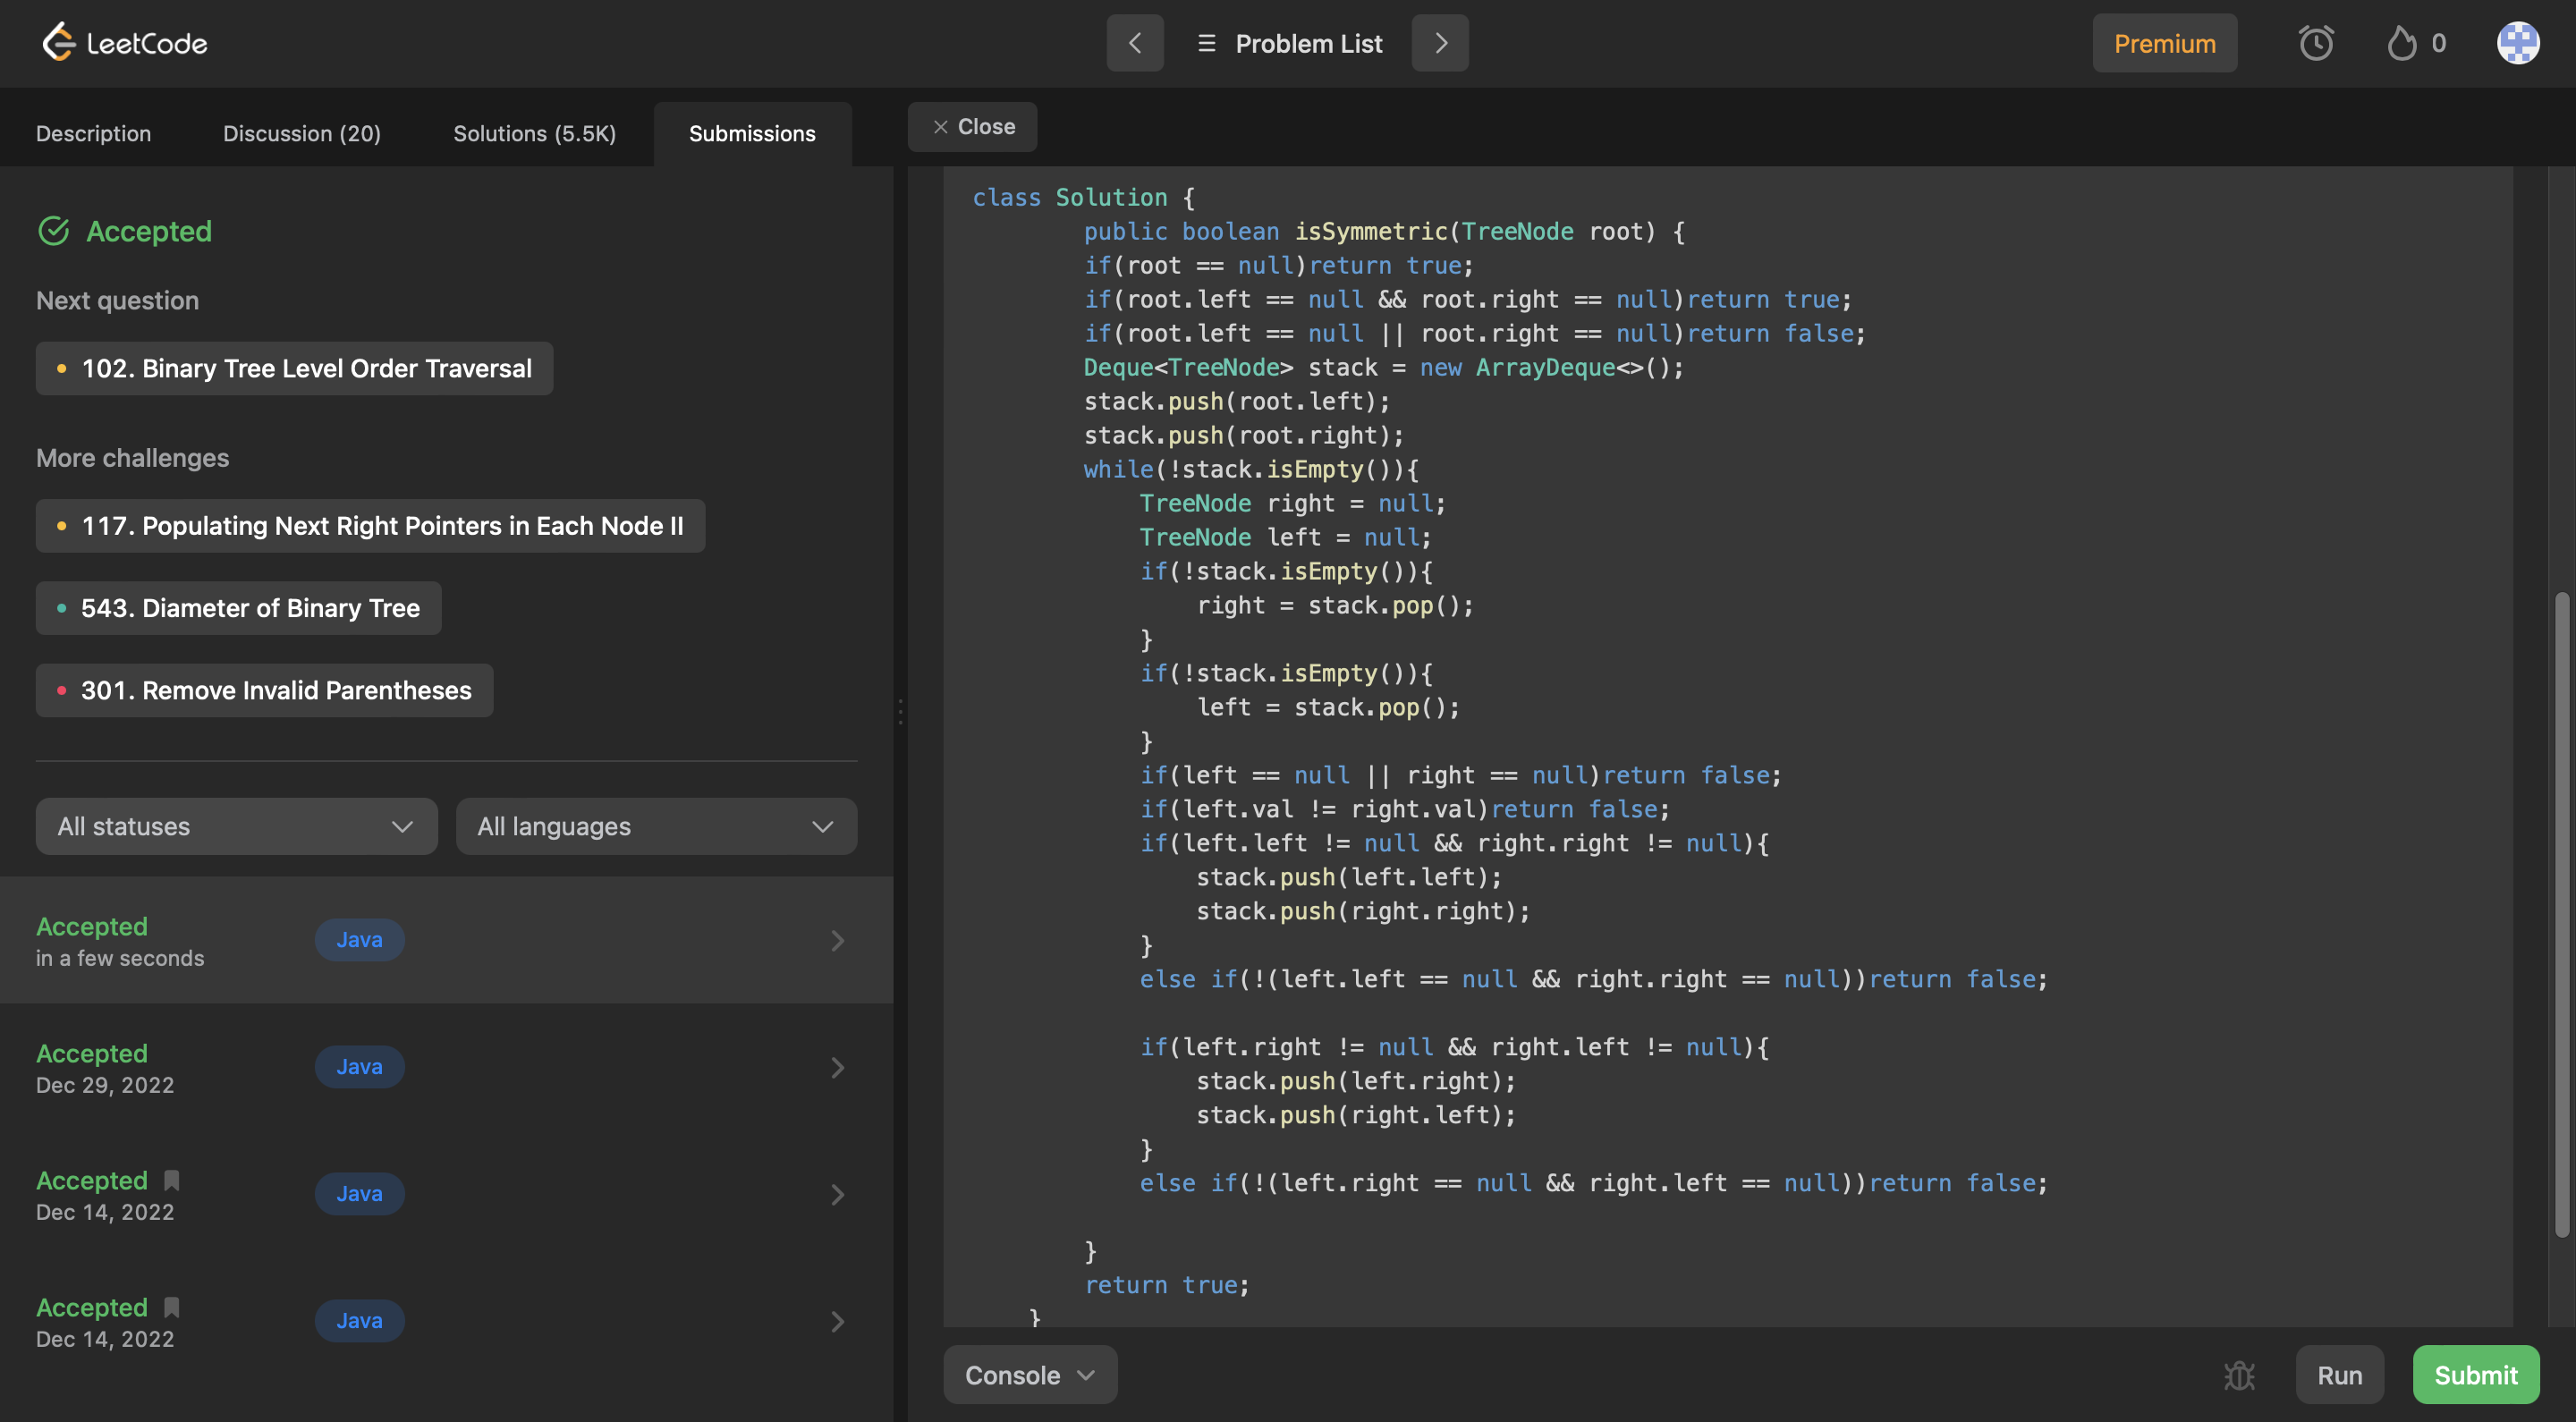 LeetCode
Problem List
Premium
0
Description
Discussion (20)
Solutions (5.5K)
Submissions
Close
Accepted
Next question
102. Binary Tree Level Order Traversal
More challenges
117. Populating Next Right Pointers in Each Node II
543. Diameter of Binary Tree
301. Remove Invalid Parentheses
All statuses
All languages
Accepted
in a few seconds
Java
Accepted
Dec 29, 2022
Java
Accepted
Dec 14, 2022
Java
Accepted
Dec 14, 2022
Java
class Solution {
        public boolean isSymmetric(TreeNode root) {
        if(root == null)return true;
        if(root.left == null && root.right == null)return true;
        if(root.left == null || root.right == null)return false;
        Deque<TreeNode> stack = new ArrayDeque<>();
        stack.push(root.left);
        stack.push(root.right);
        while(!stack.isEmpty()){
            TreeNode right = null;
            TreeNode left = null;
            if(!stack.isEmpty()){
                right = stack.pop();
            }
            if(!stack.isEmpty()){
                left = stack.pop();
            }
            if(left == null || right == null)return false;
            if(left.val != right.val)return false;
            if(left.left != null && right.right != null){
                stack.push(left.left);
                stack.push(right.right);
            }
            else if(!(left.left == null && right.right == null))return false;
            if(left.right != null && right.left != null){
                stack.push(left.right);
                stack.push(right.left);
            }
            else if(!(left.right == null && right.left == null))return false;
        }
        return true;
    }
Console
Run
Submit